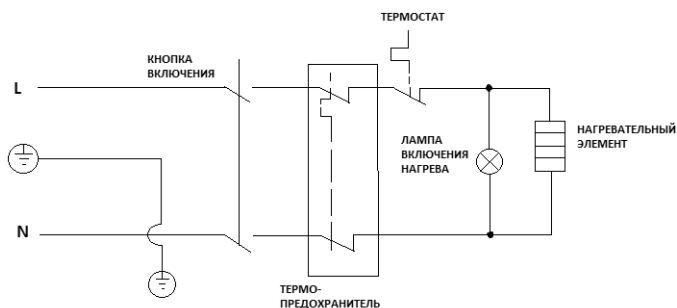 ТЕРМОСТАТ
КНОПКА
ВКЛЮЧЕНИЯ
L
ЛАМПА
ВКЛЮЧЕНИЯ
НАГРЕВА
НАГРЕВАТЕЛЬНЫЙ
ЭЛЕМЕНТ
N
ТЕРМО-
ПРЕДОХРАНИТЕЛЬ